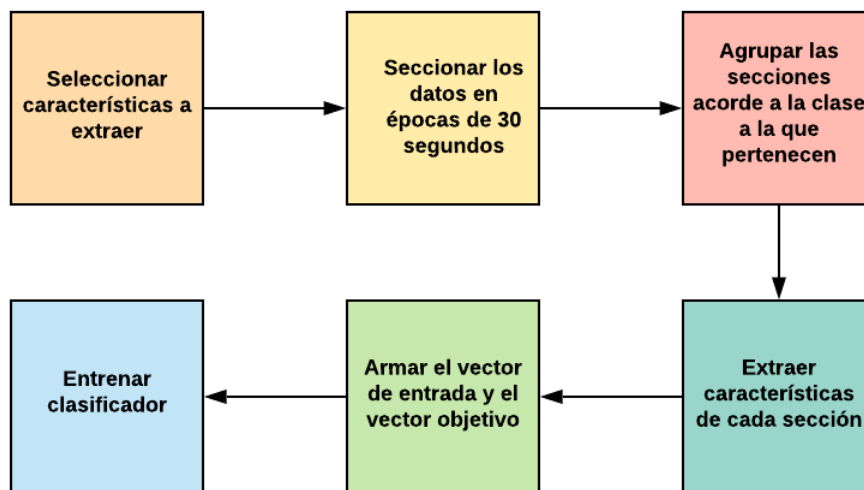 Seleccionar
características a
extraer
Seccionar los
datos en
épocas de 30
segundos
Agrupar las
secciones
acorde a la clase
a la que
pertenecen
Extraer
características
de cada sección
Armar el vector
de entrada y el
vector objetivo
Entrenar
clasificador